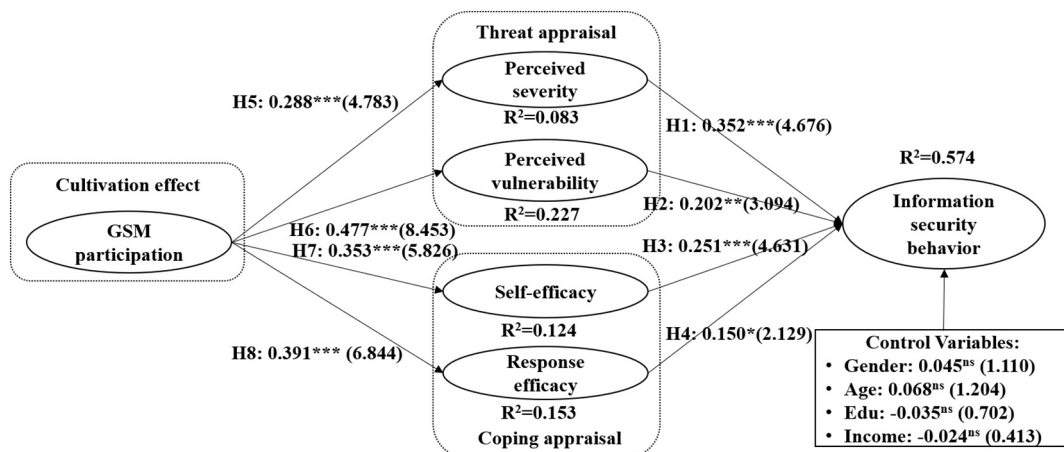 Threat appraisal
Perceived
severity
R²=0.083
H5: 0.288***(4.783)
H1: 0.352***(4.676)
Perceived
vulnerability
R²=0.227
R²=0.574
Cultivation effect
GSM
participation
H6: 0.477***(8.453)
H7: 0.353***(5.826)
H2: 0.202**(3.094)
H3: 0.251***(4.631)
Information
security
behavior
Self-efficacy
R²=0.124
H8: 0.391*** (6.844)
H4: 0.150*(2.129)
Response
efficacy
R²=0.153
Coping appraisal
Control Variables:
• Gender: 0.045ⁿˢ (1.110)
• Age: 0.068ⁿˢ (1.204)
• Edu: -0.035ⁿˢ (0.702)
• Income: -0.024ⁿˢ (0.413)